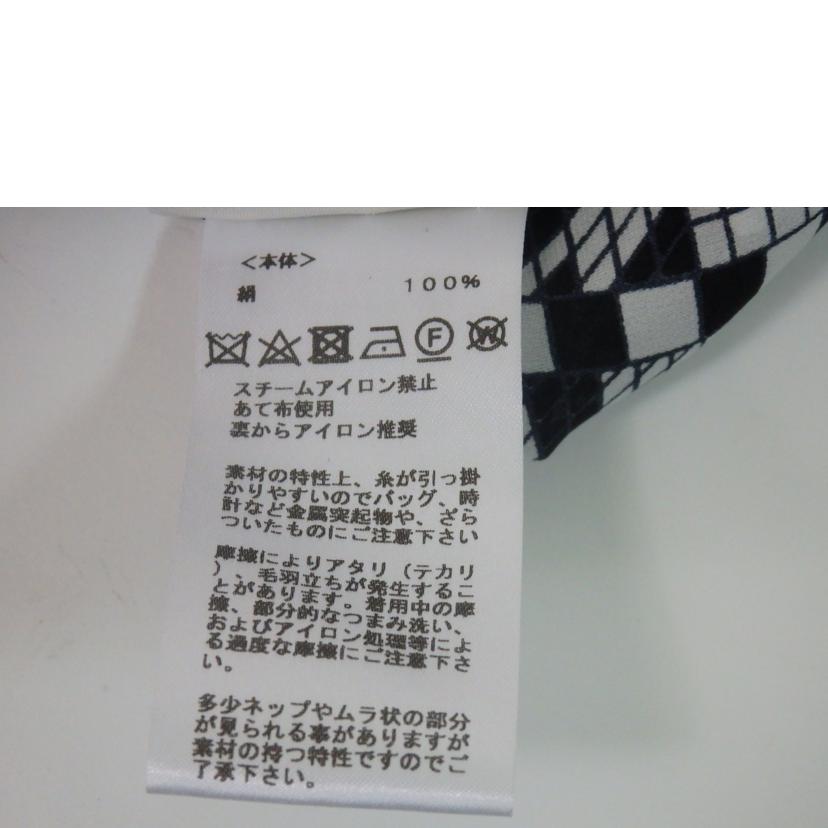 <本体>
絹 100%
F W
スチームアイロン禁止
あて布使用
裏からアイロン推奨
素材の特性上、糸が引っ掛
かりやすいのでバッグ、時
計など金属突起物や、ざら
ついたものにご注意下さい
摩擦によりアタリ（テカリ
）、毛羽立ちが発生するこ
とがあります。着用中の摩
擦、部分的なつまみ洗い、
およびアイロン処理等によ
る過度な摩擦にご注意下さ
い。
多少ネップやムラ状の部分
が見られる事がありますが
素材の持つ特性ですのでご
了承下さい。